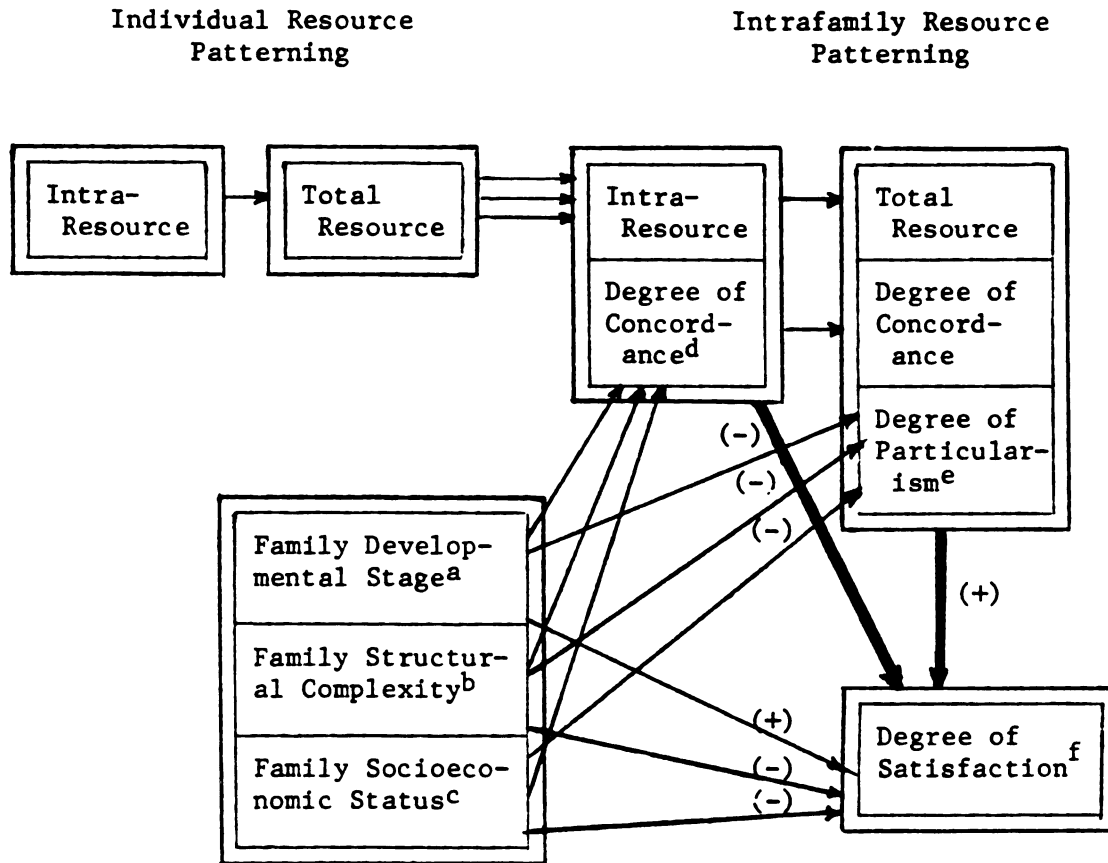 Individual Resource
Patterning
Intrafamily Resource
Patterning
Intra-
Resource
Total
Resource
Intra-
Resource
Degree of
Concord-
ance^d
Total
Resource
Degree of
Concord-
ance
Degree of
Particular-
ism^e
Family Develop-
mental Stage^a
Family Structur-
al Complexity^b
Family Socioeco-
nomic Status^c
(-)
(-)
(-)
(+)
(+)
(-)
(-)
Degree of
Satisfaction^f